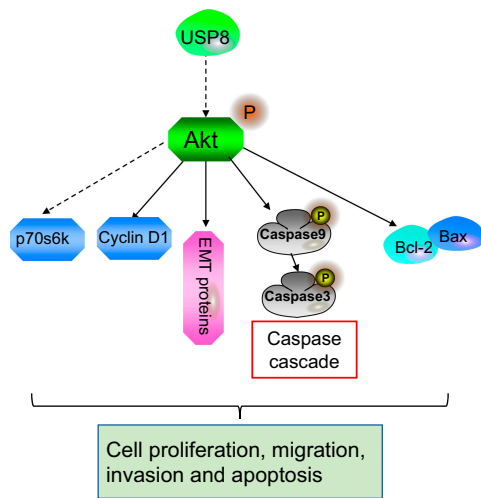 USP8
P
Akt
p70s6k
Cyclin D1
EMT proteins
P
Caspase9
P
Caspase3
Bcl-2
Bax
Caspase
cascade
Cell proliferation, migration,
invasion and apoptosis